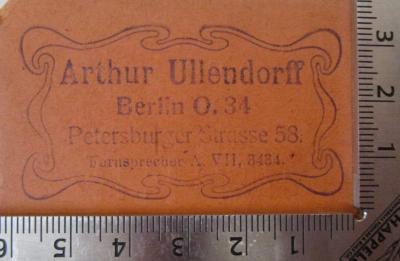 Arthur Ullendorff
Berlin O. 34
Petersburger Strasse 58.
Fernsprecher A. VII, 3434.
3
2
1
6 5 4 3 2 1